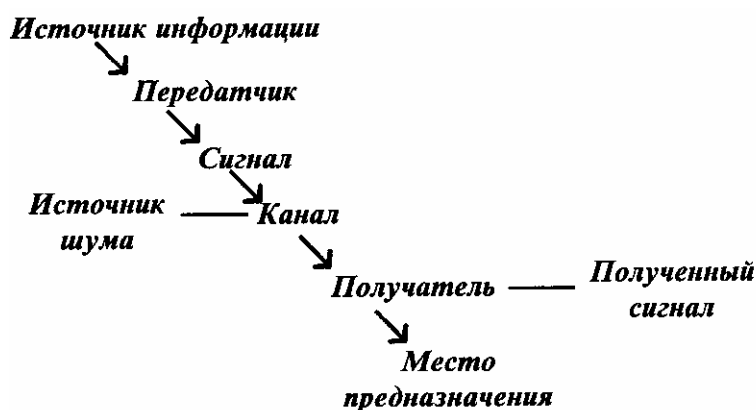 Источник информации
Передатчик
Сигнал
Источник
шума
Канал
Получатель
Полученный
сигнал
Место
предназначения